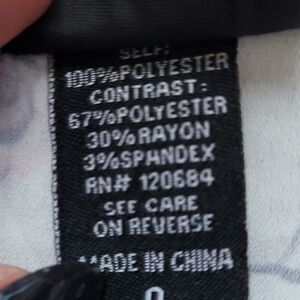 SELF:
100%POLYESTER
CONTRAST:
67%POLYESTER
30%RAYON
3%SPANDEX
RN# 120684
SEE CARE
ON REVERSE
MADE IN CHINA